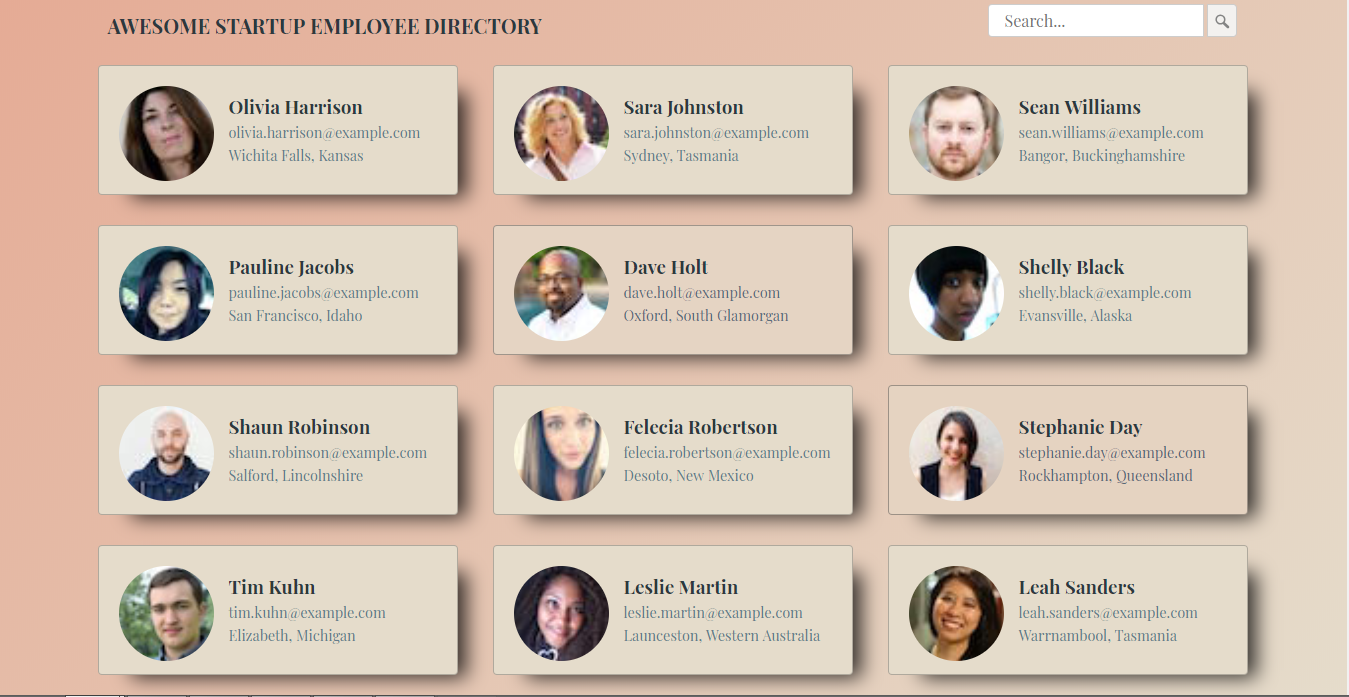 AWESOME STARTUP EMPLOYEE DIRECTORY
Search...
Olivia Harrison
olivia.harrison@example.com
Wichita Falls, Kansas
Sara Johnston
sara.johnston@example.com
Sydney, Tasmania
Sean Williams
sean.williams@example.com
Bangor, Buckinghamshire
Pauline Jacobs
pauline.jacobs@example.com
San Francisco, Idaho
Dave Holt
dave.holt@example.com
Oxford, South Glamorgan
Shelly Black
shelly.black@example.com
Evansville, Alaska
Shaun Robinson
shaun.robinson@example.com
Salford, Lincolnshire
Felecia Robertson
felecia.robertson@example.com
Desoto, New Mexico
Stephanie Day
stephanie.day@example.com
Rockhampton, Queensland
Tim Kuhn
tim.kuhn@example.com
Elizabeth, Michigan
Leslie Martin
leslie.martin@example.com
Launceston, Western Australia
Leah Sanders
leah.sanders@example.com
Warrnambool, Tasmania